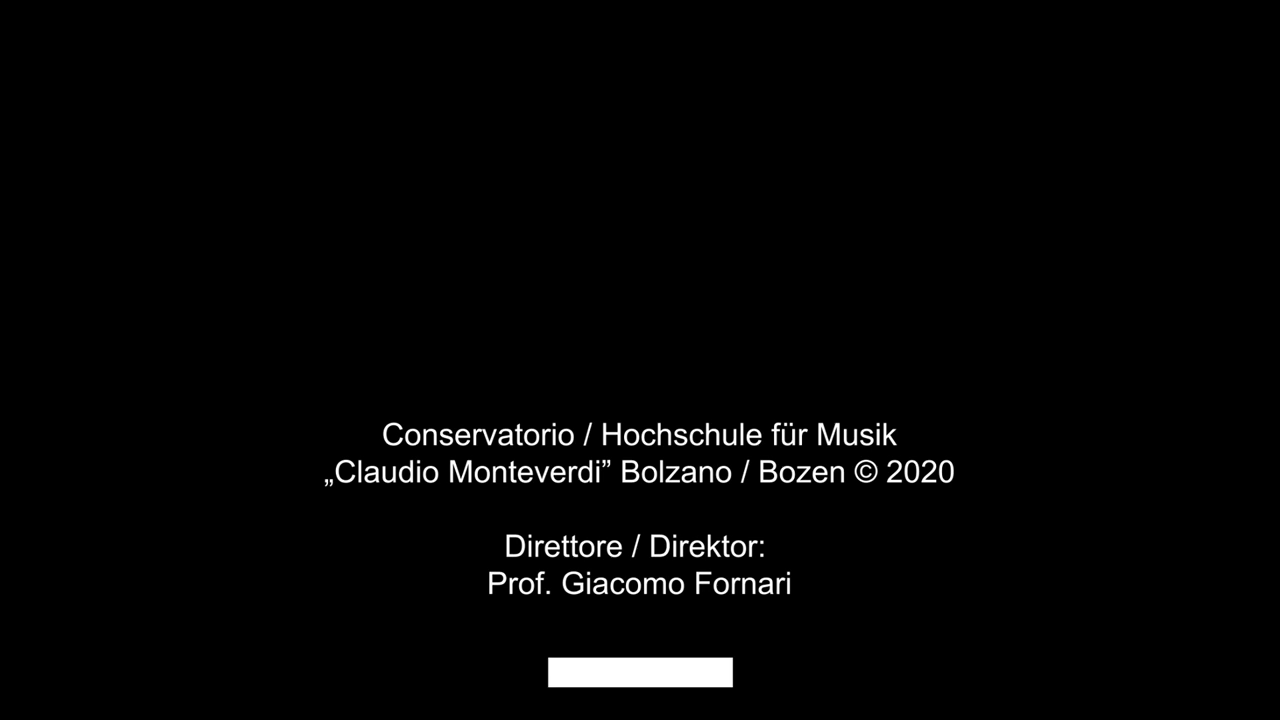 Conservatorio / Hochschule für Musik
„Claudio Monteverdi” Bolzano / Bozen © 2020
Direttore / Direktor:
Prof. Giacomo Fornari